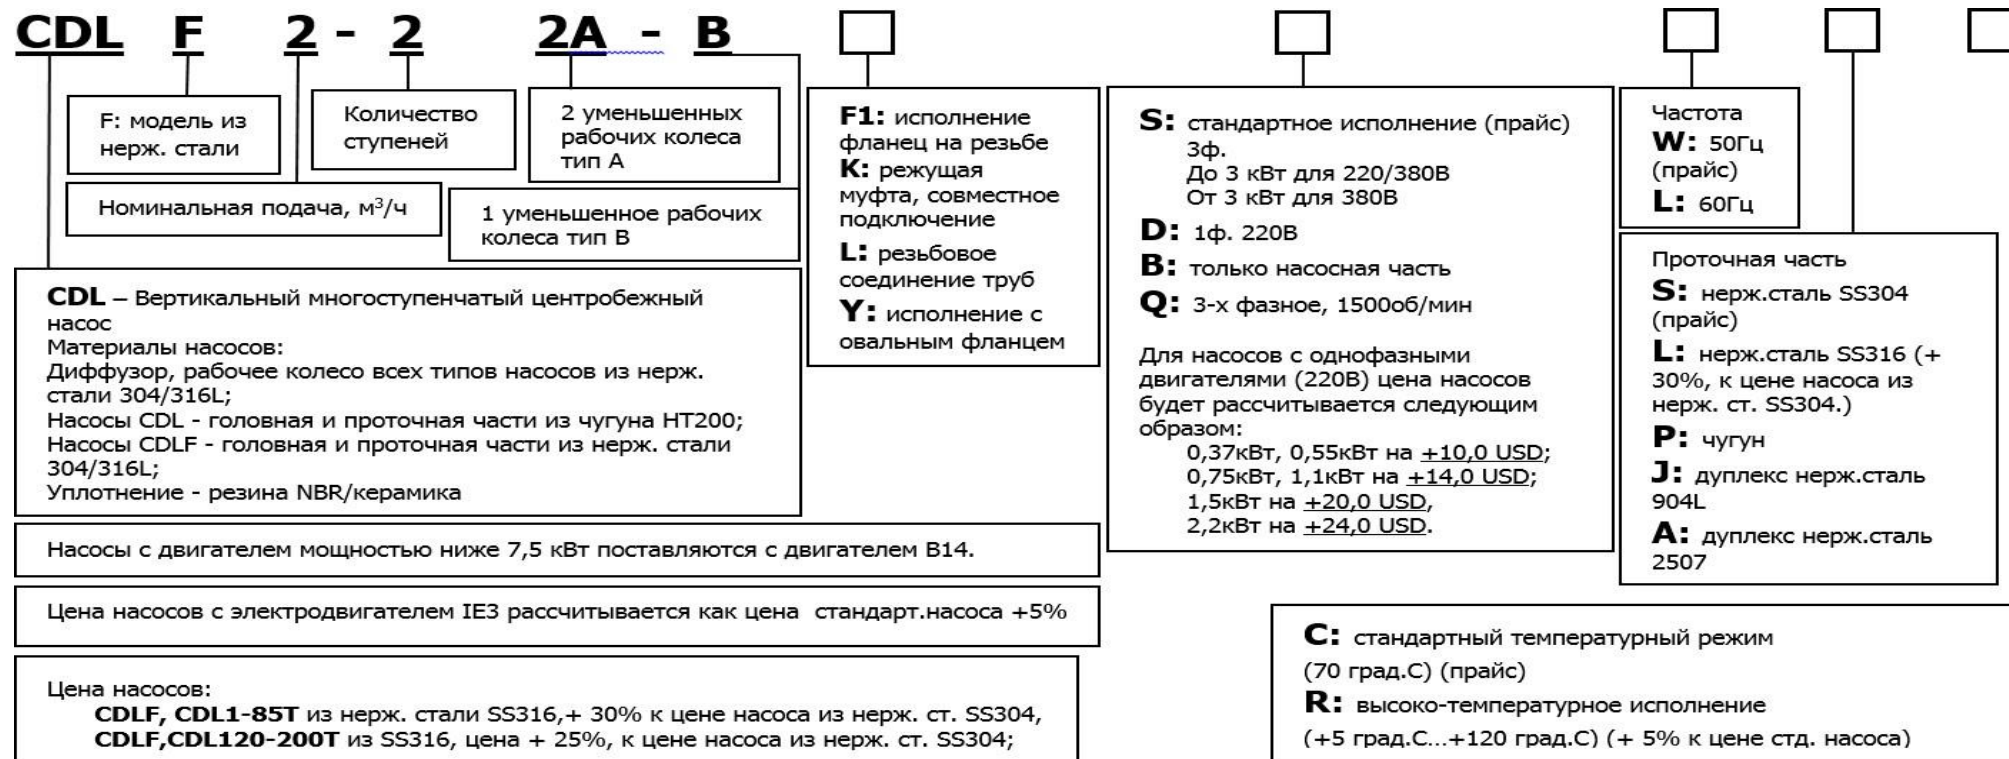 CDL F 2 - 2 2A - B
F: модель из
нерж. стали
Количество
ступеней
2 уменьшенных
рабочих колеса
тип А
Номинальная подача, м³/ч
1 уменьшенное рабочих
колеса тип В
CDL – Вертикальный многоступенчатый центробежный
насос
Материалы насосов:
Диффузор, рабочее колесо всех типов насосов из нерж.
стали 304/316L;
Насосы CDL - головная и проточная части из чугуна HT200;
Насосы CDLF - головная и проточная части из нерж. стали
304/316L;
Уплотнение - резина NBR/керамика
Насосы с двигателем мощностью ниже 7,5 кВт поставляются с двигателем B14.
Цена насосов с электродвигателем IE3 рассчитывается как цена стандарт.насоса +5%
Цена насосов:
CDLF, CDL1-85T из нерж. стали SS316,+ 30% к цене насоса из нерж. ст. SS304,
CDLF,CDL120-200T из SS316, цена + 25%, к цене насоса из нерж. ст. SS304;
F1: исполнение
фланец на резьбе
K: режущая
муфта, совместное
подключение
L: резьбовое
соединение труб
Y: исполнение с
овальным фланцем
S: стандартное исполнение (прайс)
3ф.
До 3 кВт для 220/380В
От 3 кВт для 380В
D: 1ф. 220В
B: только насосная часть
Q: 3-х фазное, 1500об/мин
Для насосов с однофазными
двигателями (220В) цена насосов
будет рассчитывается следующим
образом:
0,37кВт, 0,55кВт на +10,0 USD;
0,75кВт, 1,1кВт на +14,0 USD;
1,5кВт на +20,0 USD,
2,2кВт на +24,0 USD.
Частота
W: 50Гц
(прайс)
L: 60Гц
Проточная часть
S: нерж.сталь SS304
(прайс)
L: нерж.сталь SS316 (+
30%, к цене насоса из
нерж. ст. SS304.)
P: чугун
J: дуплекс нерж.сталь
904L
A: дуплекс нерж.сталь
2507
C: стандартный температурный режим
(70 град.С) (прайс)
R: высоко-температурное исполнение
(+5 град.С...+120 град.С) (+ 5% к цене стд. насоса)